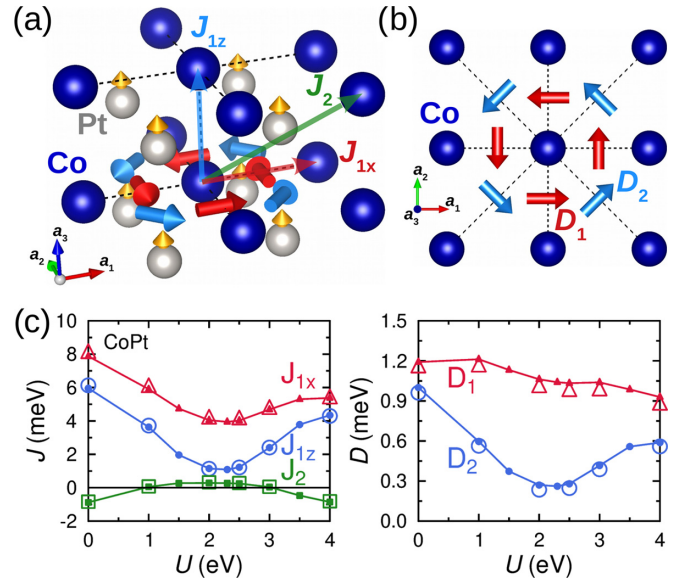 (a)
J1z
J2
Pt
Co
J1x
a3
a2
a1
(b)
Co
a2
a3
a1
D2
D1
(c)
10
8
6
4
2
0
-2
J (meV)
CoPt
J1x
J1z
J2
0 1 2 3 4
U (eV)
1.5
1.2
0.9
0.6
0.3
0.0
D (meV)
D1
D2
0 1 2 3 4
U (eV)